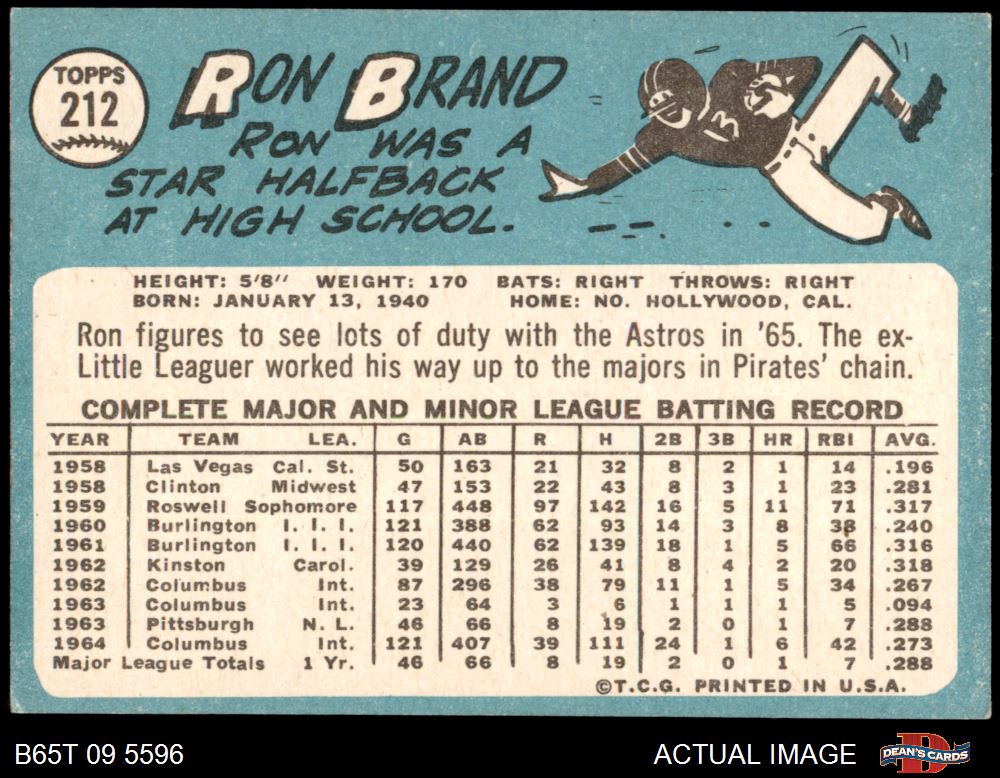 TOPPS
212
RON BRAND
RON WAS A
STAR HALFBACK
AT HIGH SCHOOL.
13
HEIGHT: 5'8" WEIGHT: 170 BATS: RIGHT THROWS: RIGHT
BORN: JANUARY 13, 1940 HOME: NO. HOLLYWOOD, CAL.
Ron figures to see lots of duty with the Astros in '65. The ex-
Little Leaguer worked his way up to the majors in Pirates' chain.
COMPLETE MAJOR AND MINOR LEAGUE BATTING RECORD
YEAR TEAM LEA. G AB R H 2B 3B HR RBI AVG.
1958 Las Vegas Cal. St. 50 163 21 32 8 2 1 14 .196
1958 Clinton Midwest 47 153 22 43 8 3 1 23 .281
1959 Roswell Sophomore 117 448 97 142 16 5 11 71 .317
1960 Burlington I. I. I. 121 388 62 93 14 3 8 38 .240
1961 Burlington I. I. I. 120 440 62 139 18 1 5 66 .316
1962 Kinston Carol. 39 129 26 41 8 4 2 20 .318
1962 Columbus Int. 87 296 38 79 11 1 5 34 .267
1963 Columbus Int. 23 64 3 6 1 1 1 5 .094
1963 Pittsburgh N. L. 46 66 8 19 2 0 1 7 .288
1964 Columbus Int. 121 407 39 111 24 1 6 42 .273
Major League Totals 1 Yr. 46 66 8 19 2 0 1 7 .288
©T.C.G. PRINTED IN U.S.A.
B65T 09 5596 ACTUAL IMAGE DEAN'S CARDS